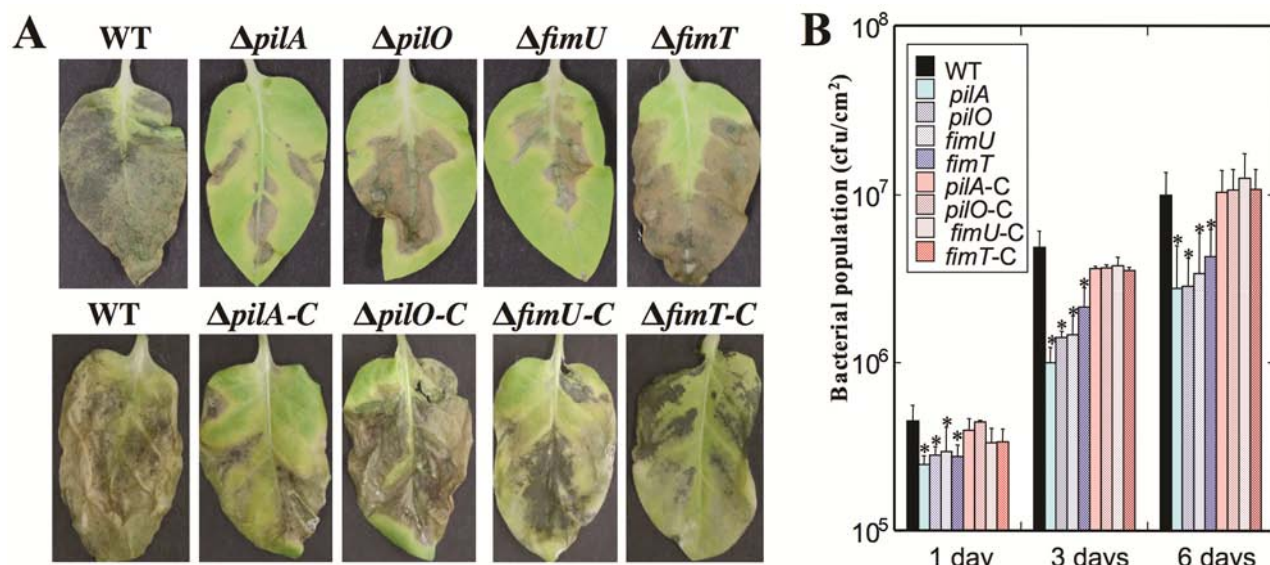 A
WT ΔpilA ΔpilO ΔfimU ΔfimT
WT ΔpilA-C ΔpilO-C ΔfimU-C ΔfimT-C
B
Bacterial population (cfu/cm²)
10⁸
10⁷
10⁶
10⁵
WT
pilA
pilO
fimU
fimT
pilA-C
pilO-C
fimU-C
fimT-C
* * * *
* * * *
* * * *
1 day 3 days 6 days